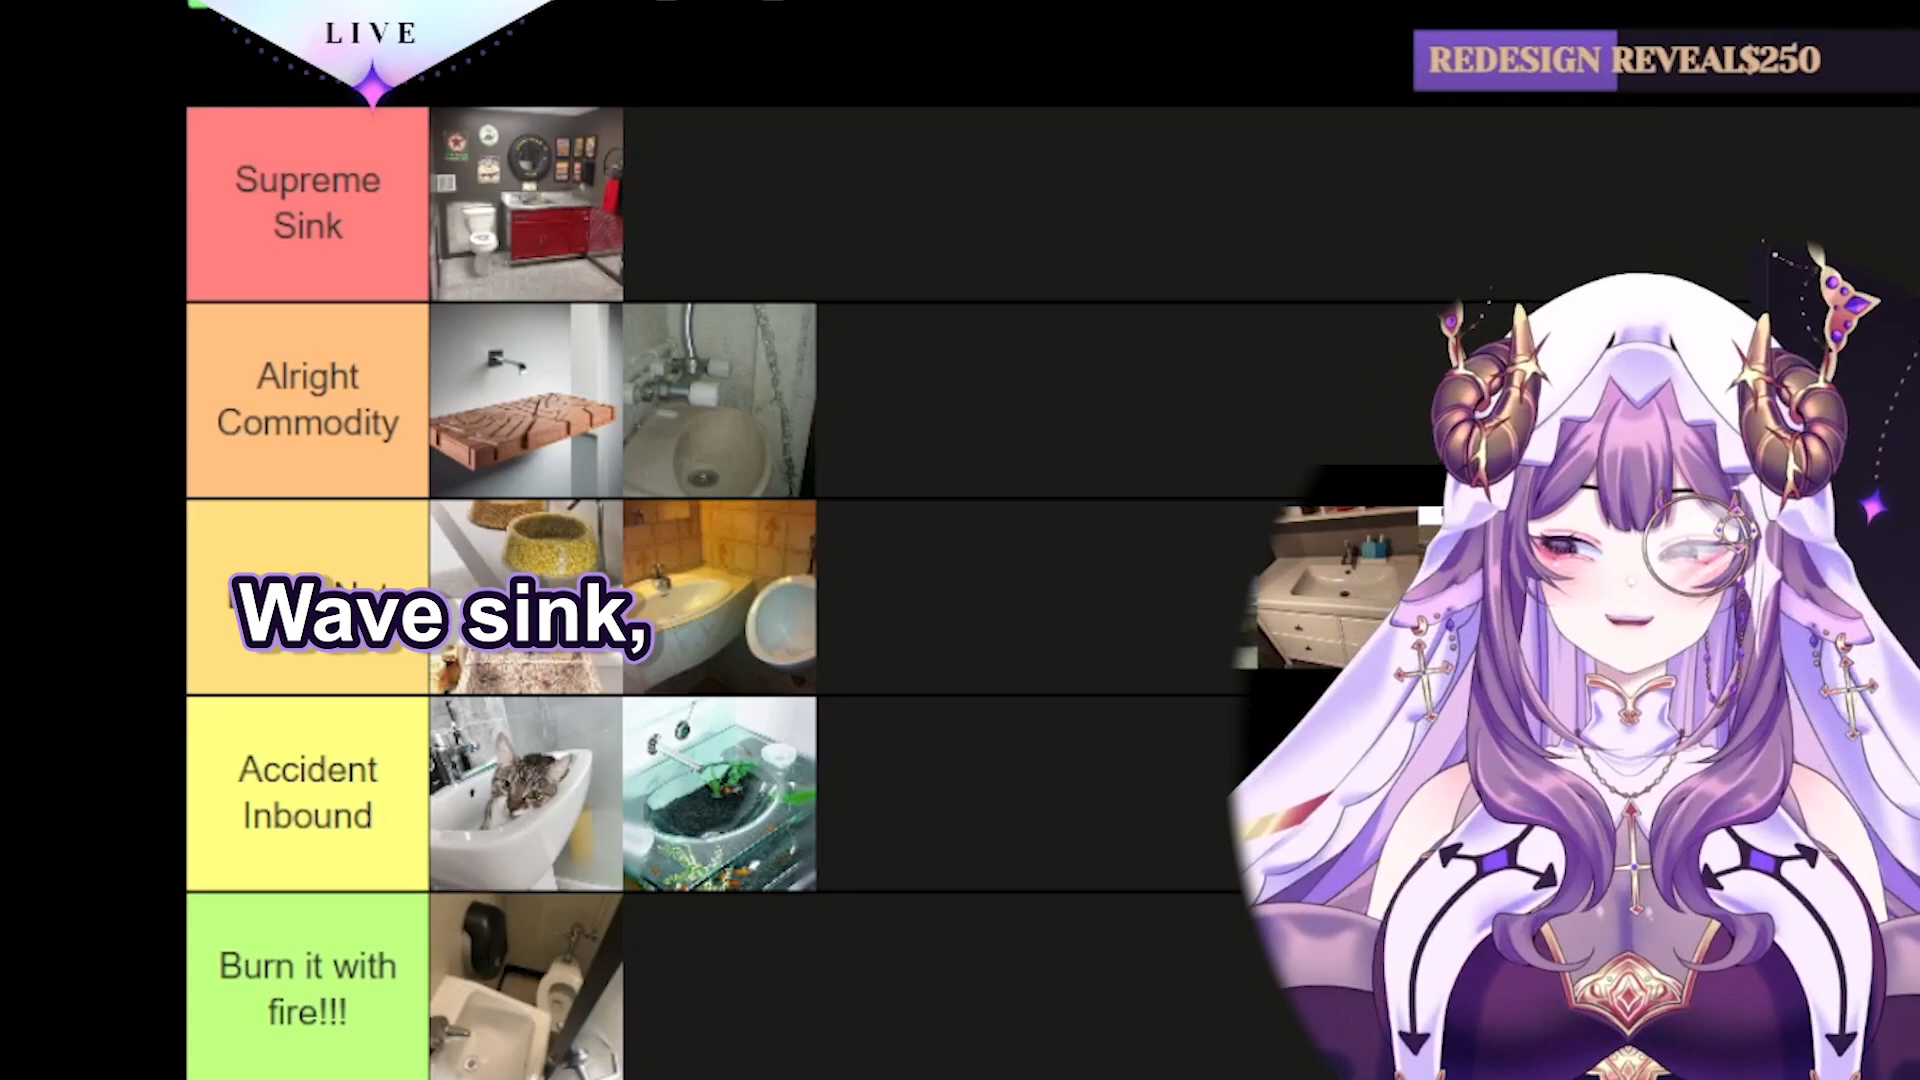 LIVE
REDESIGN REVEAL$250
Supreme
Sink
Alright
Commodity
Wave sink,
Accident
Inbound
Burn it with
fire!!!